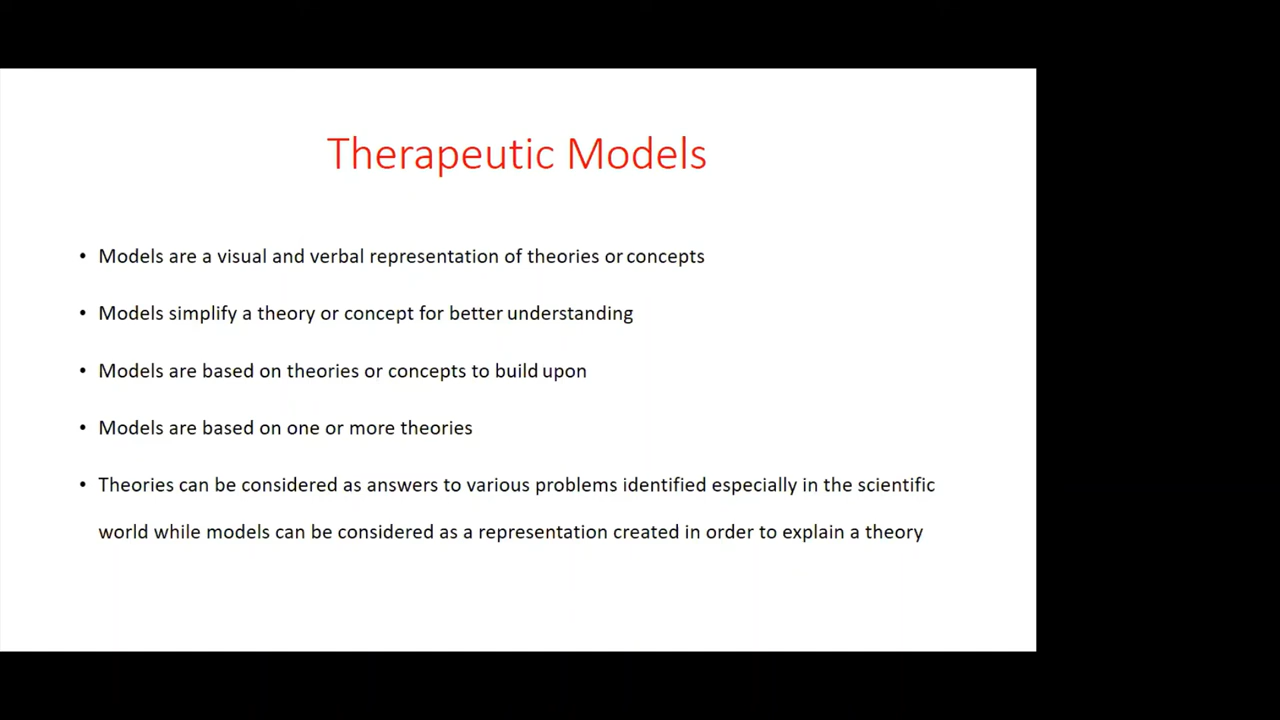 Therapeutic Models
• Models are a visual and verbal representation of theories or concepts
• Models simplify a theory or concept for better understanding
• Models are based on theories or concepts to build upon
• Models are based on one or more theories
• Theories can be considered as answers to various problems identified especially in the scientific
world while models can be considered as a representation created in order to explain a theory